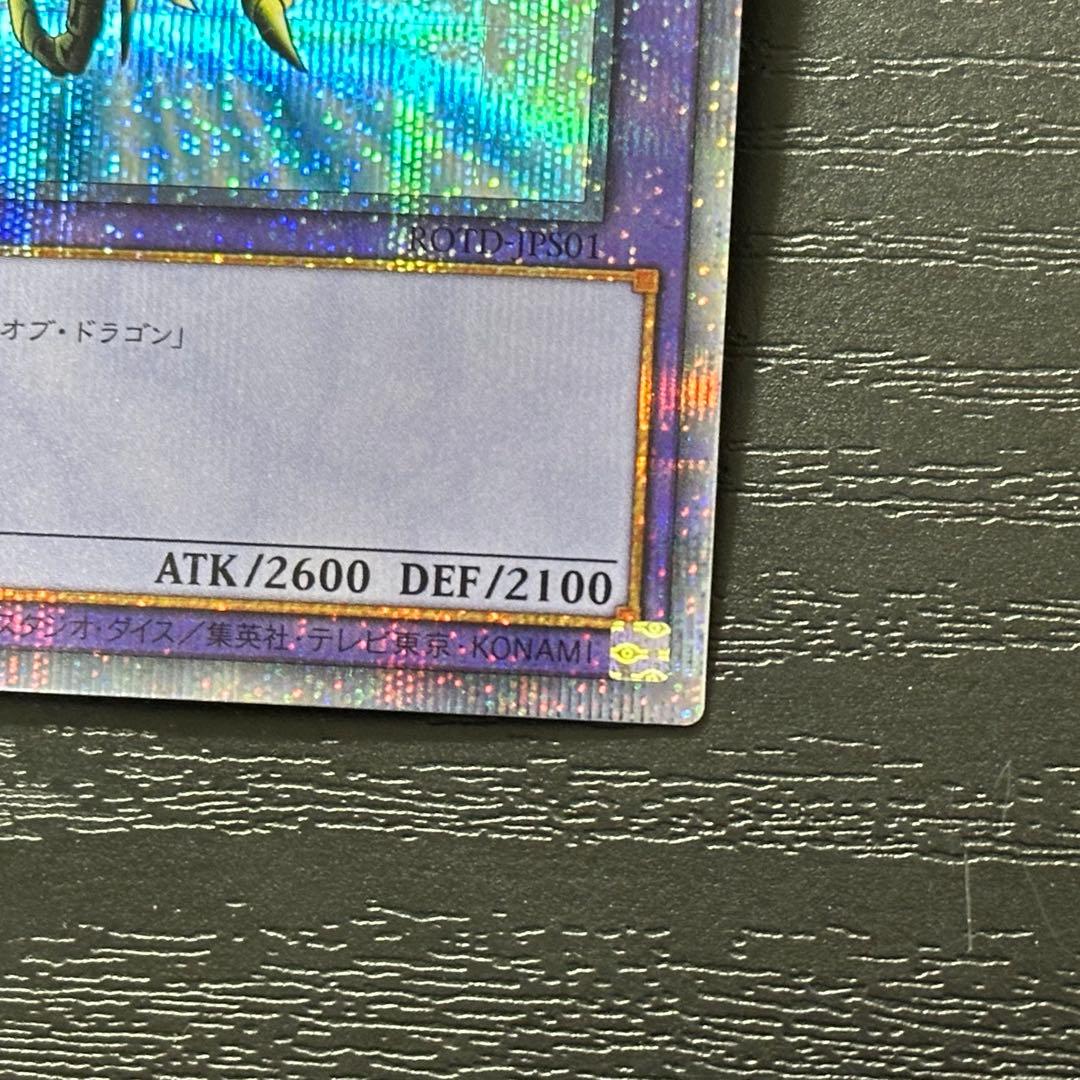 ROTD-JPS01
オブ・ドラゴン」
ATK/2600 DEF/2100
スタジオ・ダイス/集英社・テレビ東京・KONAMI